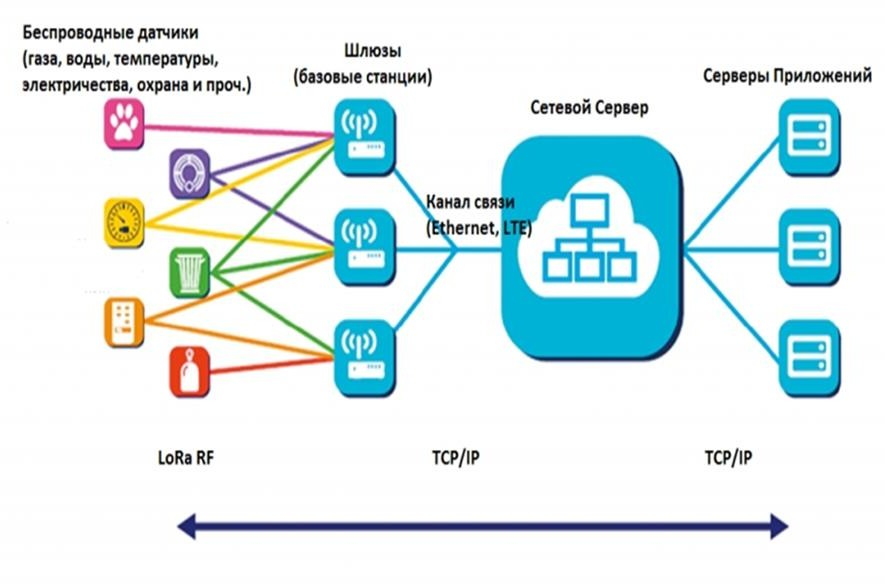 Беспроводные датчики
(газа, воды, температуры,
электричества, охрана и проч.)
Шлюзы
(базовые станции)
Сетевой Сервер
Серверы Приложений
Канал связи
(Ethernet, LTE)
LoRa RF
TCP/IP
TCP/IP